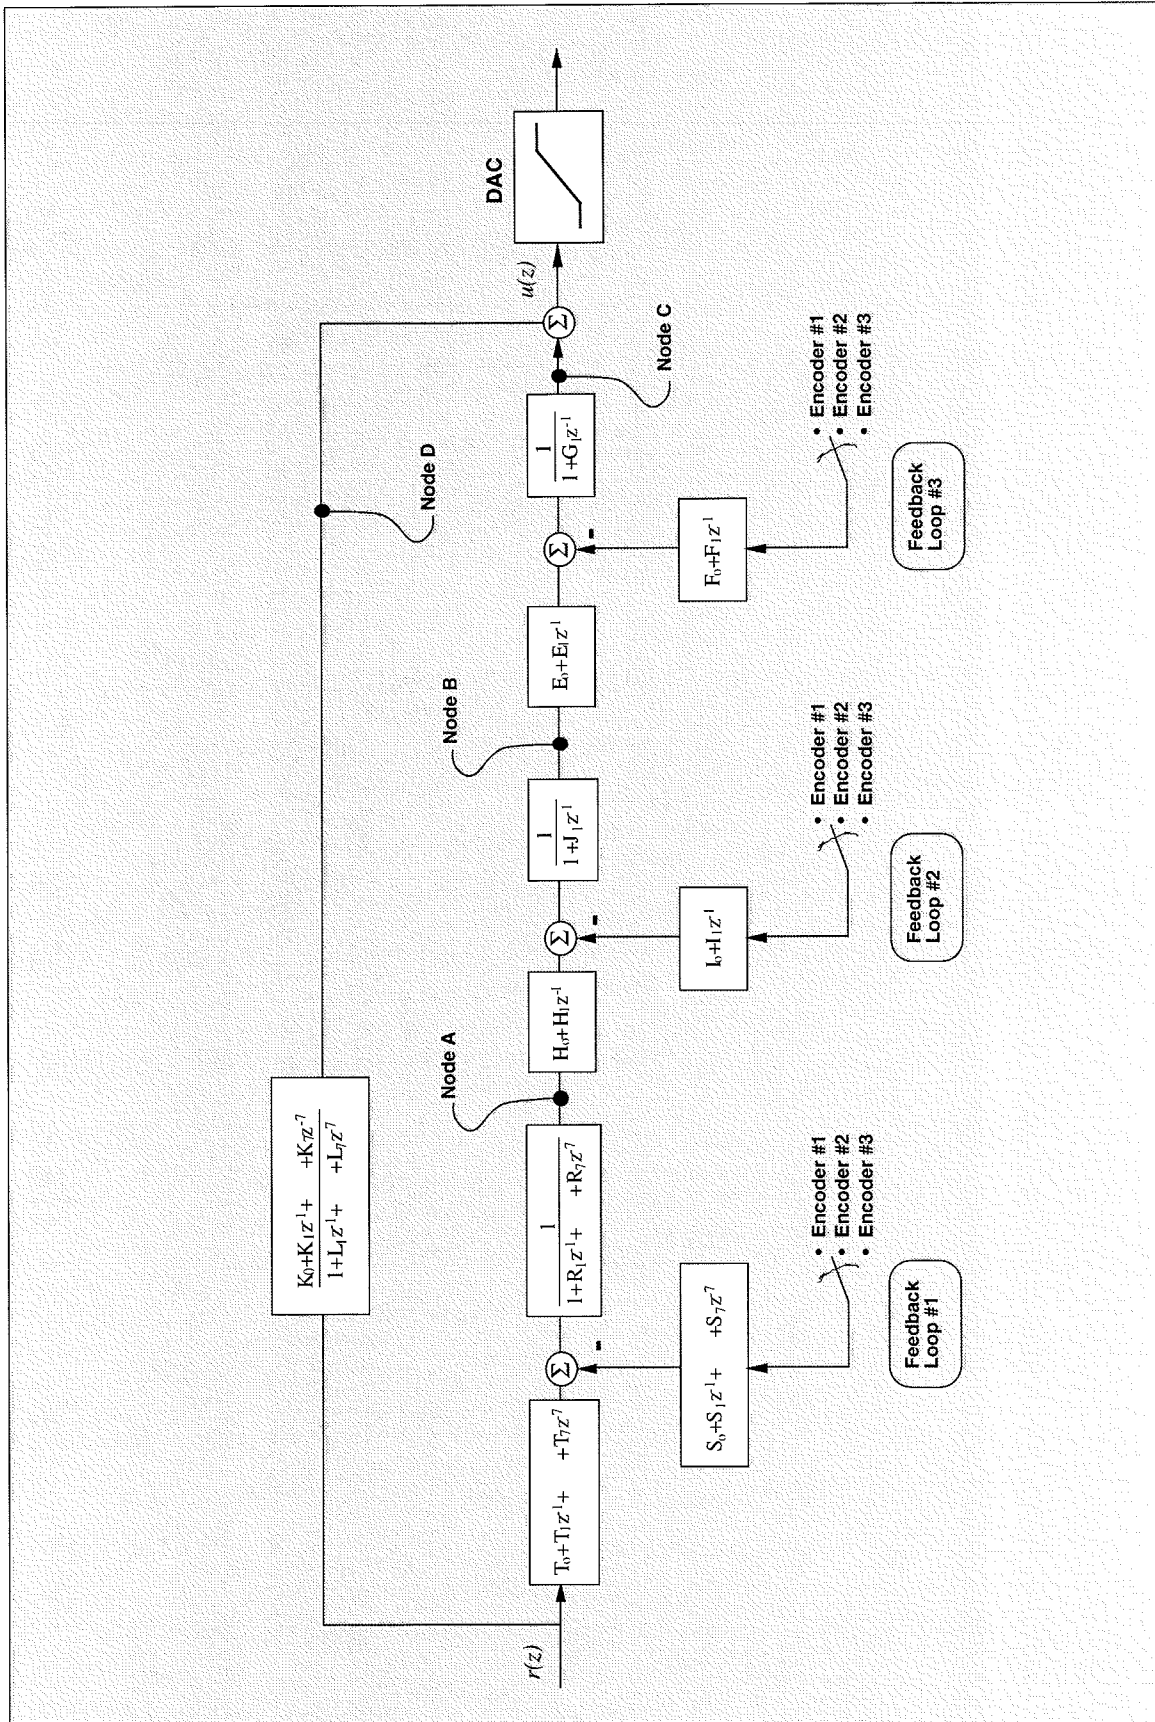 r(z)
K₀+K₁z⁻¹+ +K₇z⁻⁷
1+L₁z⁻¹+ +L₇z⁻⁷
Node D
T₀+T₁z⁻¹+ +T₇z⁻⁷
Σ
-
1
1+R₁z⁻¹+ +R₇z⁻⁷
Node A
H₀+H₁z⁻¹
Σ
-
1
1+J₁z⁻¹
Node B
E₀+E₁z⁻¹
Σ
-
1
1+G₁z⁻¹
Node C
Σ
u(z)
DAC
S₀+S₁z⁻¹+ +S₇z⁻⁷
• Encoder #1
• Encoder #2
• Encoder #3
Feedback
Loop #1
I₀+I₁z⁻¹
• Encoder #1
• Encoder #2
• Encoder #3
Feedback
Loop #2
F₀+F₁z⁻¹
• Encoder #1
• Encoder #2
• Encoder #3
Feedback
Loop #3